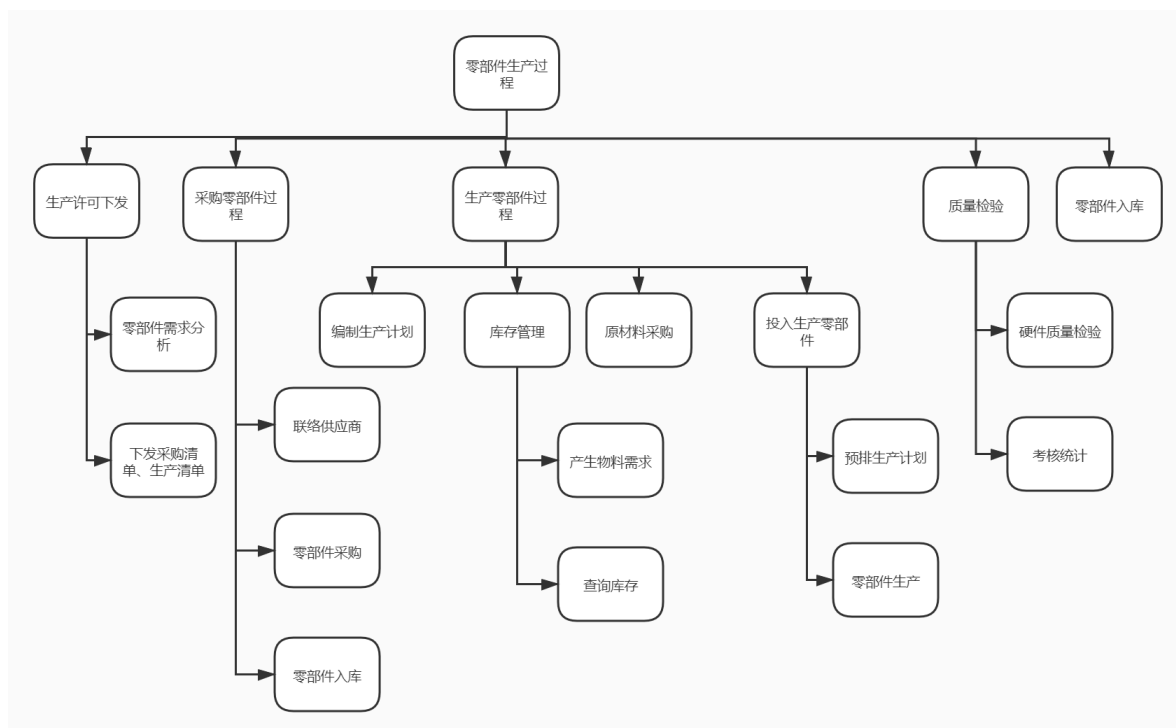 零部件生产过
程
生产许可下发
采购零部件过
程
生产零部件过
程
质量检验
零部件入库
零部件需求分
析
下发采购清
单、生产清单
联络供应商
零部件采购
零部件入库
编制生产计划
库存管理
原材料采购
投入生产零部
件
产生物料需求
查询库存
预排生产计划
零部件生产
硬件质量检验
考核统计